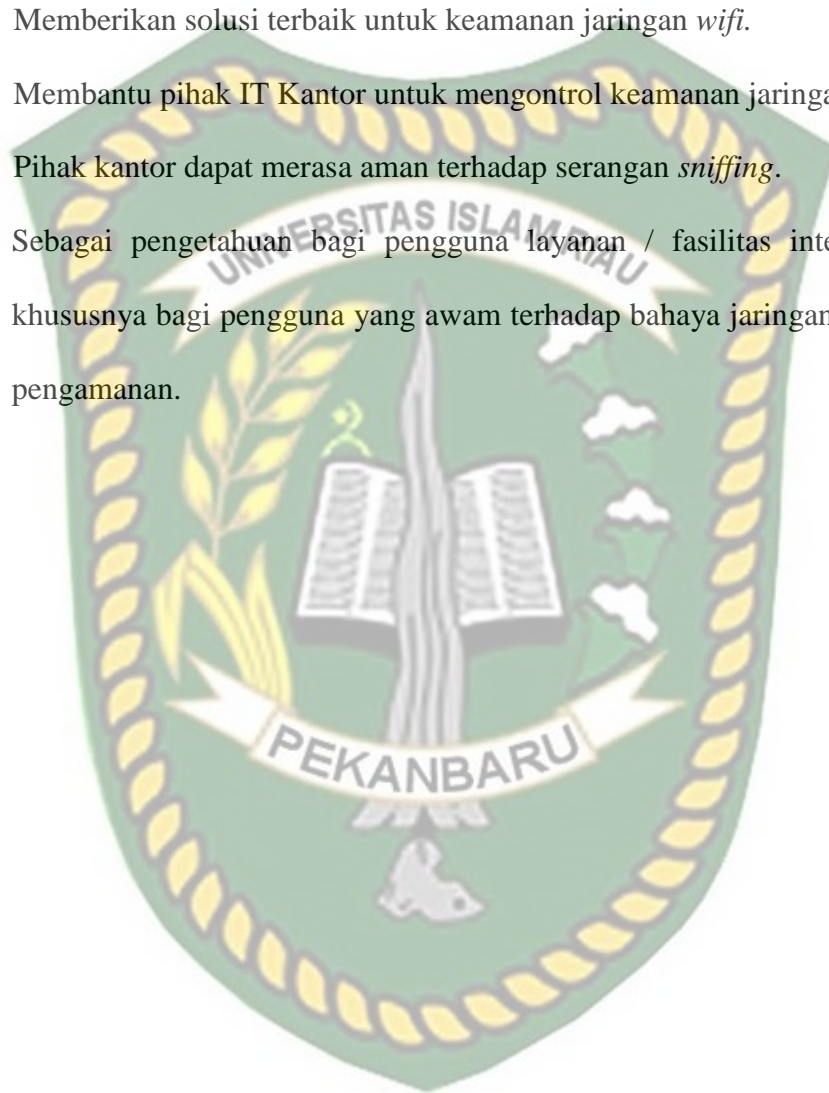 Memberikan solusi terbaik untuk keamanan jaringan wifi.
Membantu pihak IT Kantor untuk mengontrol keamanan jaringa
Pihak kantor dapat merasa aman terhadap serangan sniffing.
Sebagai pengetahuan bagi pengguna layanan / fasilitas inte
khususnya bagi pengguna yang awam terhadap bahaya jaringan
pengamanan.
UNIVERSITAS ISLAM RIAU
PEKANBARU